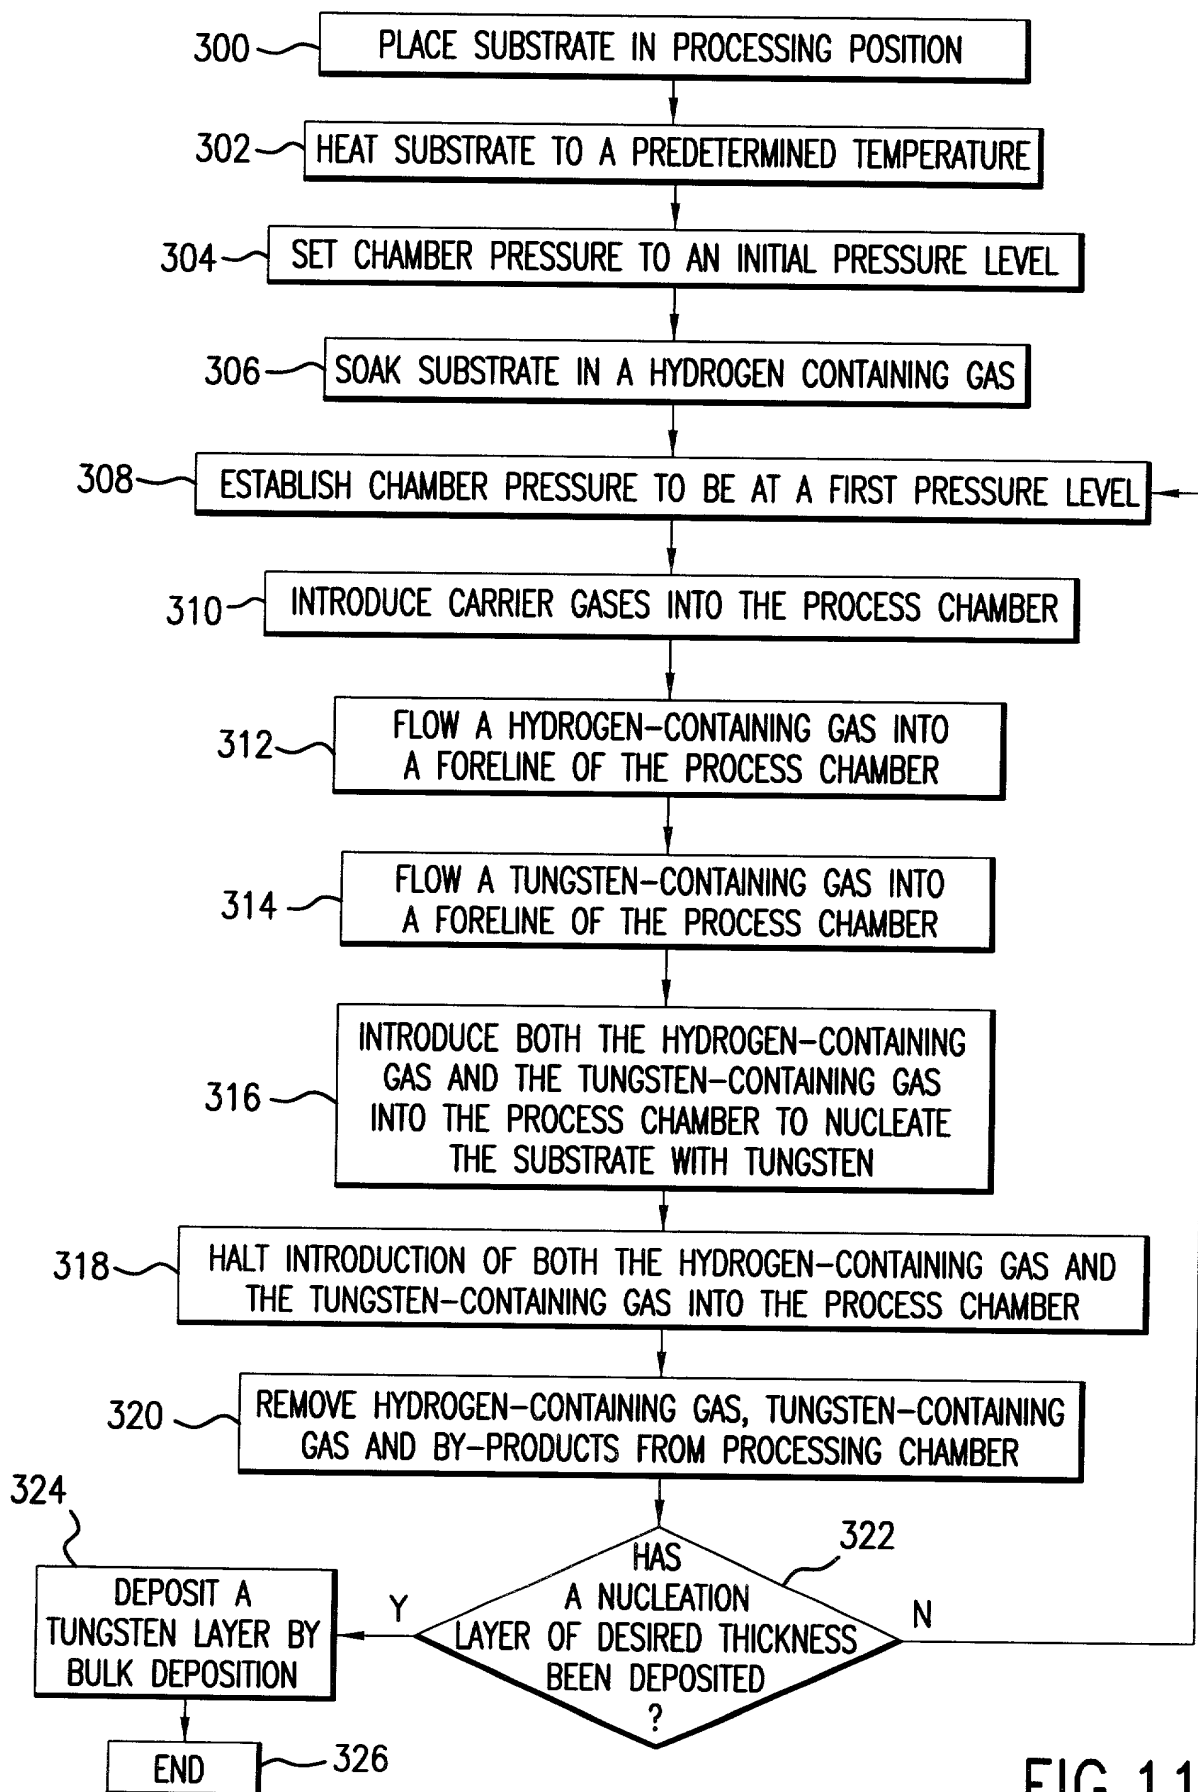 300
PLACE SUBSTRATE IN PROCESSING POSITION
302
HEAT SUBSTRATE TO A PREDETERMINED TEMPERATURE
304
SET CHAMBER PRESSURE TO AN INITIAL PRESSURE LEVEL
306
SOAK SUBSTRATE IN A HYDROGEN CONTAINING GAS
308
ESTABLISH CHAMBER PRESSURE TO BE AT A FIRST PRESSURE LEVEL
310
INTRODUCE CARRIER GASES INTO THE PROCESS CHAMBER
312
FLOW A HYDROGEN-CONTAINING GAS INTO
A FORELINE OF THE PROCESS CHAMBER
314
FLOW A TUNGSTEN-CONTAINING GAS INTO
A FORELINE OF THE PROCESS CHAMBER
316
INTRODUCE BOTH THE HYDROGEN-CONTAINING
GAS AND THE TUNGSTEN-CONTAINING GAS
INTO THE PROCESS CHAMBER TO NUCLEATE
THE SUBSTRATE WITH TUNGSTEN
318
HALT INTRODUCTION OF BOTH THE HYDROGEN-CONTAINING GAS AND
THE TUNGSTEN-CONTAINING GAS INTO THE PROCESS CHAMBER
320
REMOVE HYDROGEN-CONTAINING GAS, TUNGSTEN-CONTAINING
GAS AND BY-PRODUCTS FROM PROCESSING CHAMBER
322
HAS
A NUCLEATION
LAYER OF DESIRED THICKNESS
BEEN DEPOSITED
?
Y
N
324
DEPOSIT A
TUNGSTEN LAYER BY
BULK DEPOSITION
END
326
FIG.11